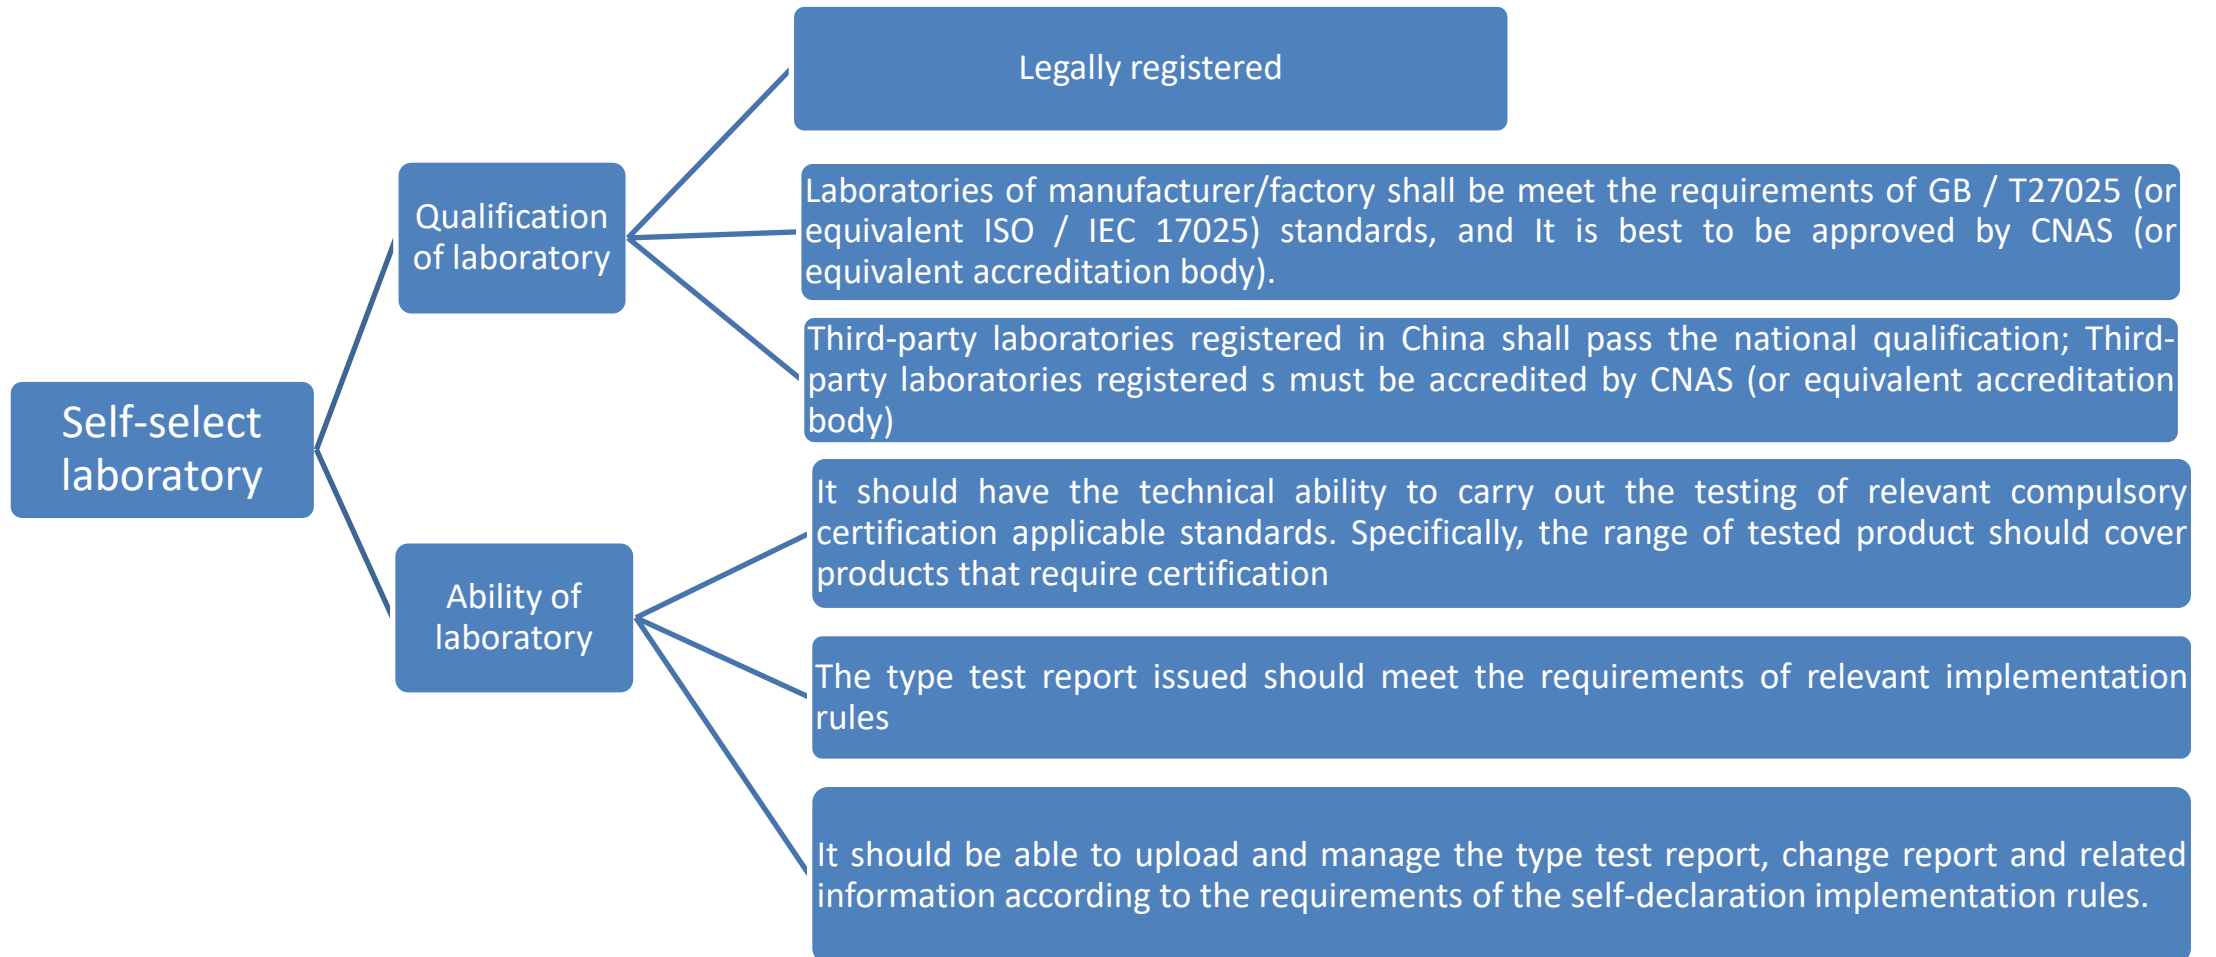 Legally registered
Qualification
of laboratory
Laboratories of manufacturer/factory shall be meet the requirements of GB / T27025 (or
equivalent ISO / IEC 17025) standards, and It is best to be approved by CNAS (or
equivalent accreditation body).
Third-party laboratories registered in China shall pass the national qualification; Third-
party laboratories registered s must be accredited by CNAS (or equivalent accreditation
body)
Self-select
laboratory
It should have the technical ability to carry out the testing of relevant compulsory
certification applicable standards. Specifically, the range of tested product should cover
products that require certification
Ability of
laboratory
The type test report issued should meet the requirements of relevant implementation
rules
It should be able to upload and manage the type test report, change report and related
information according to the requirements of the self-declaration implementation rules.